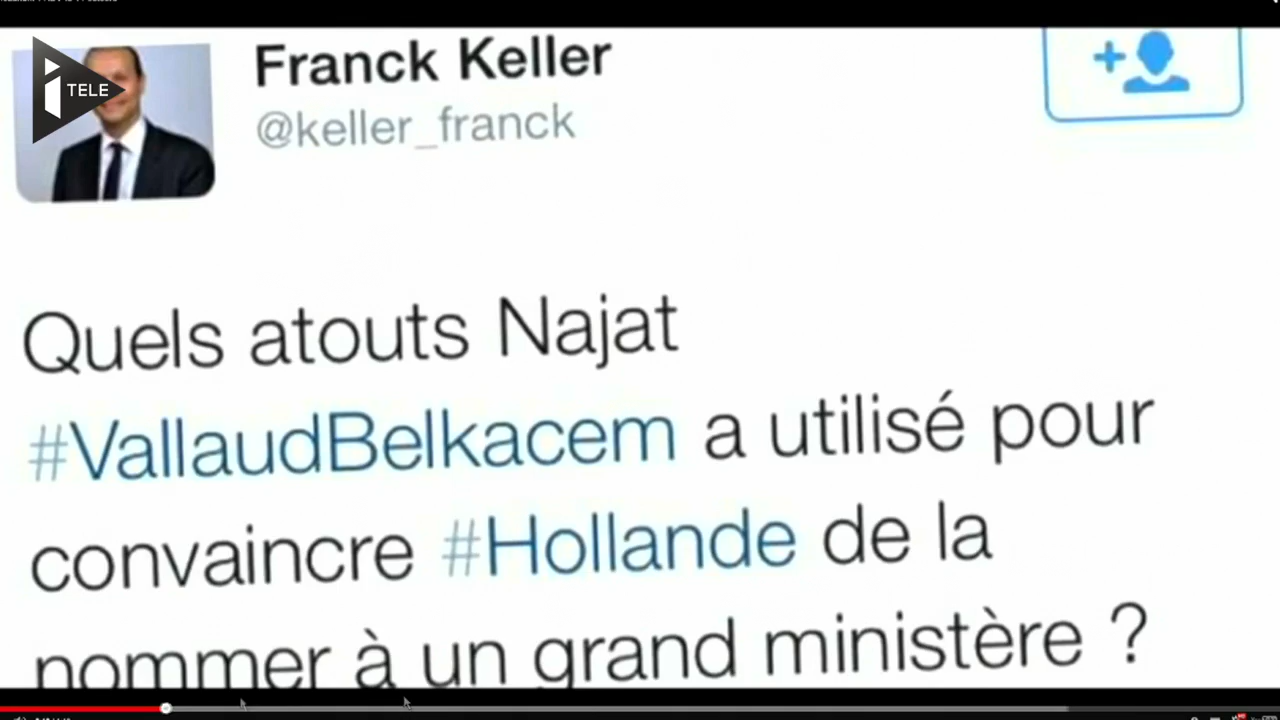 i TELE
Franck Keller
@keller_franck
Quels atouts Najat
#VallaudBelkacem a utilisé pour
convaincre #Hollande de la
nommer à un grand ministère ?